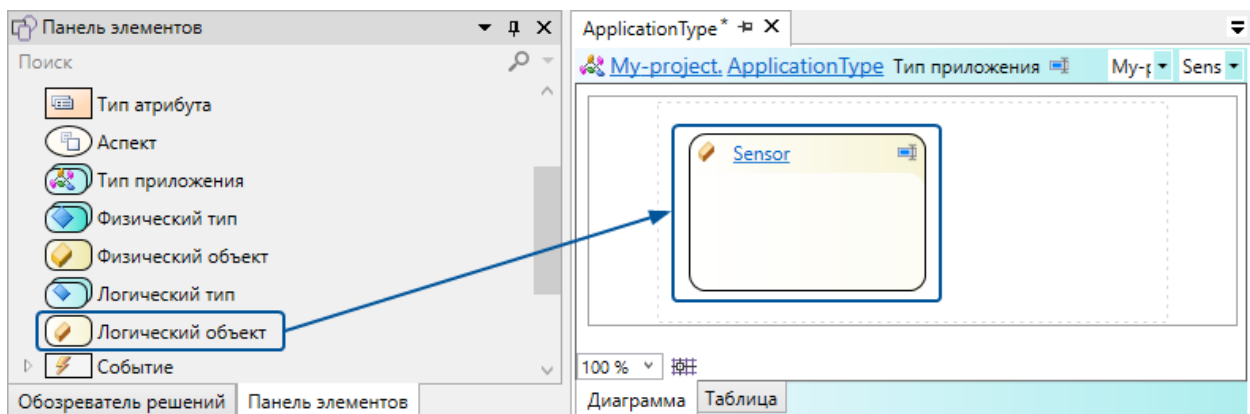 Панель элементов
Поиск
Тип атрибута
Аспект
Тип приложения
Физический тип
Физический объект
Логический тип
Логический объект
Событие
Обозреватель решений Панель элементов
ApplicationType*
My-project. ApplicationType Тип приложения My-p Sens
Sensor
100 %
Диаграмма Таблица